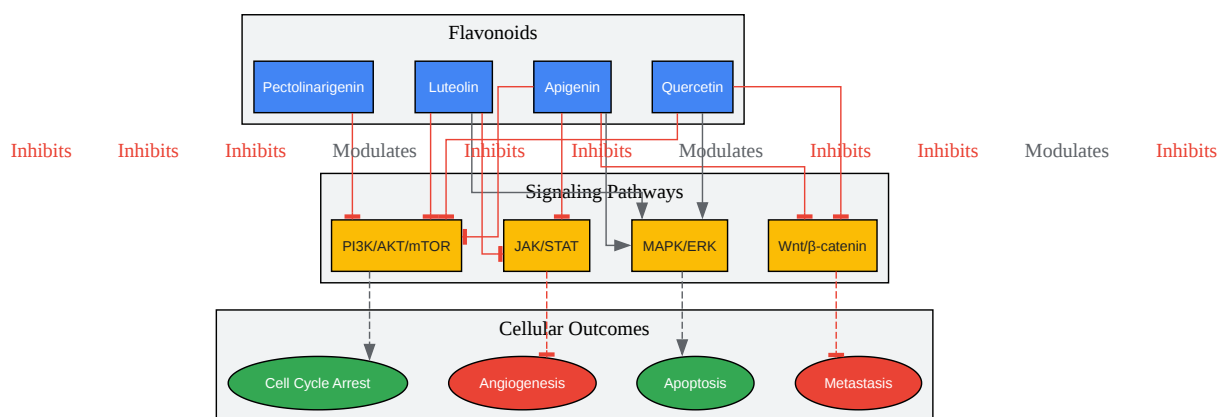 Flavonoids
Pectolinarigenin Luteolin Apigenin Quercetin
Inhibits Inhibits Inhibits Modulates Inhibits Inhibits Modulates Inhibits Inhibits Modulates Inhibits
Signaling Pathways
PI3K/AKT/mTOR JAK/STAT MAPK/ERK Wnt/β-catenin
Cellular Outcomes
Cell Cycle Arrest Angiogenesis Apoptosis Metastasis